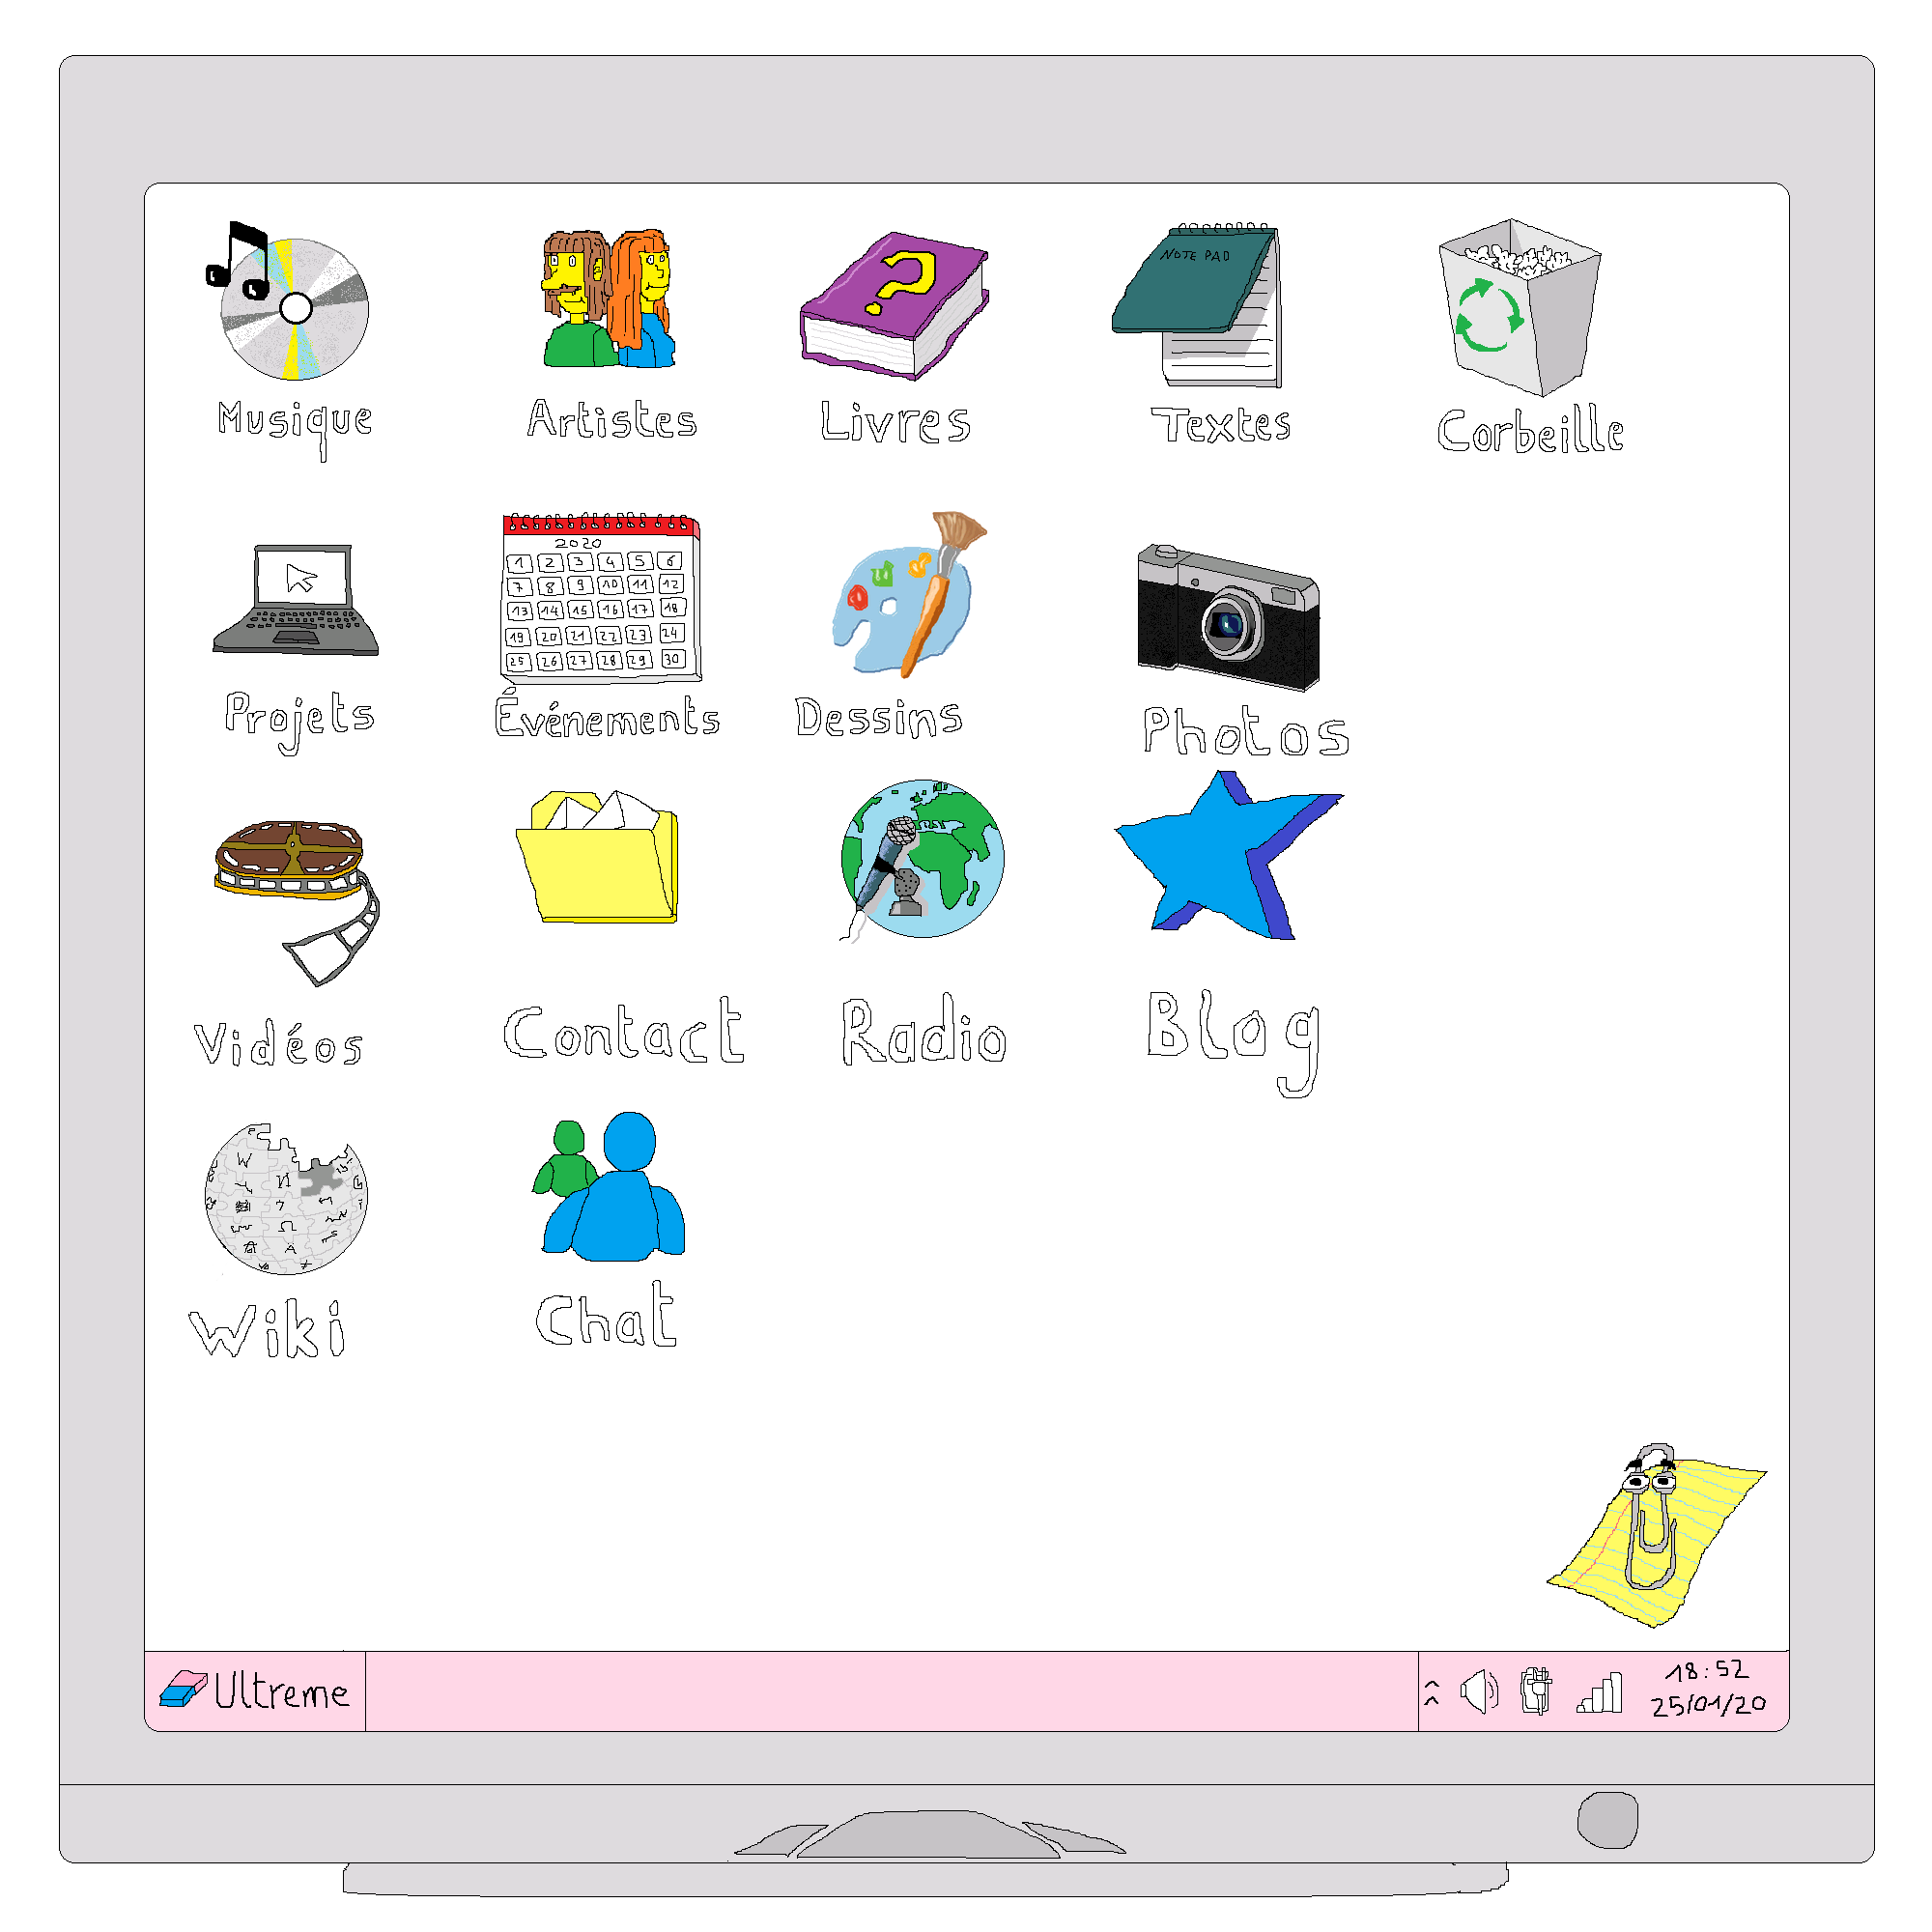 NOTE PAD
Musique Artistes Livres Textes Corbeille
2020
1 2 3 4 5 6
7 8 9 10 11 12
13 14 15 16 17 18
19 20 21 22 23 24
25 26 27 28 29 30
Projets Événements Dessins Photos
Vidéos Contact Radio Blog
W
И
Ω
Wiki Chat
Ultreme
18:52
25/01/20